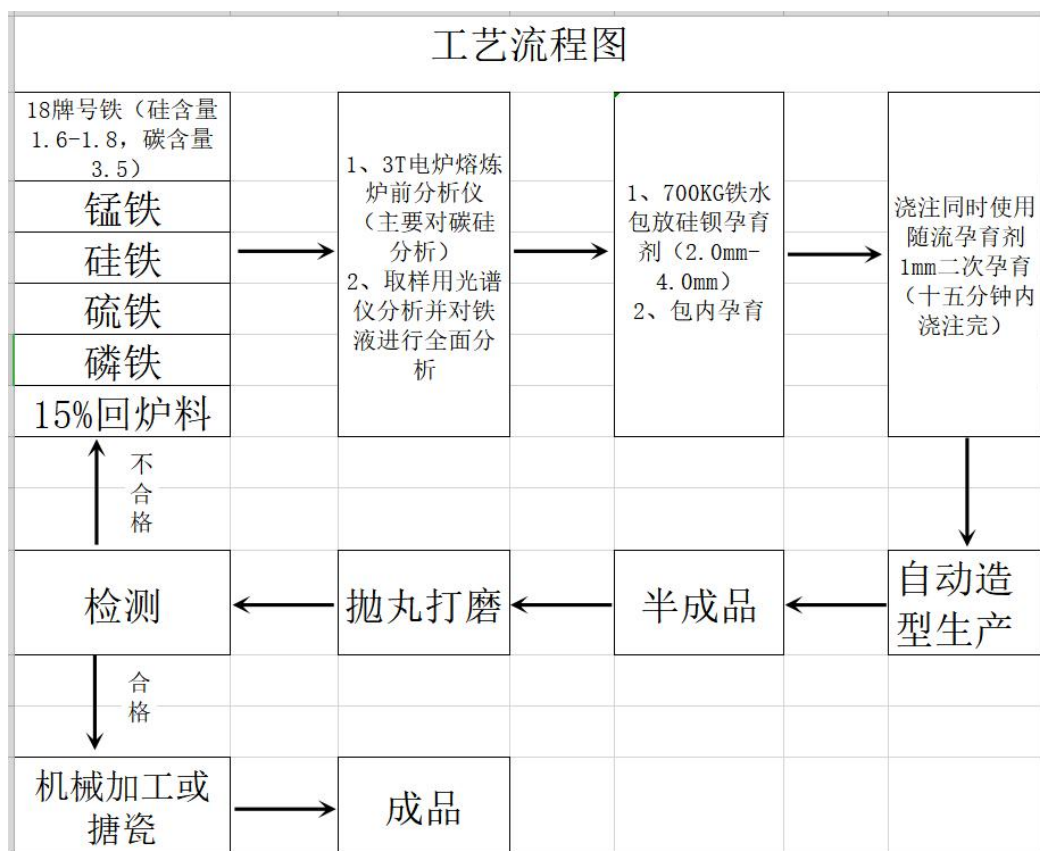 工艺流程图
18牌号铁（硅含量
1.6-1.8，碳含量
3.5）
锰铁
硅铁
硫铁
磷铁
15%回炉料
1、3T电炉熔炼
炉前分析仪
（主要对碳硅
分析）
2、取样用光谱
仪分析并对铁
液进行全面分
析
1、700KG铁水
包放硅钡孕育
剂（2.0mm-
4.0mm）
2、包内孕育
浇注同时使用
随流孕育剂
1mm二次孕育
（十五分钟内
浇注完）
不
合
格
检测
抛丸打磨
半成品
自动造
型生产
合
格
机械加工或
搪瓷
成品